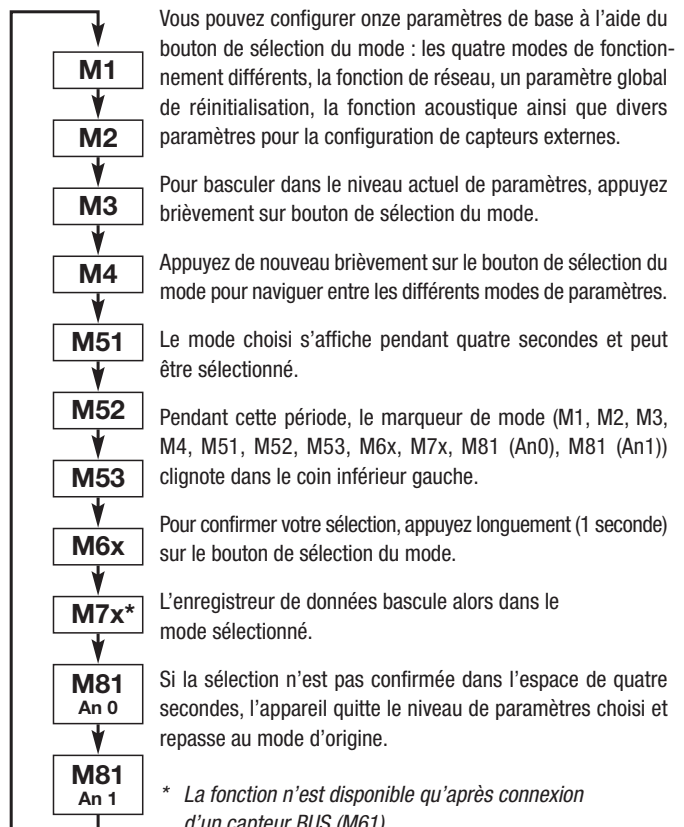 M1
M2
M3
M4
M51
M52
M53
M6x
M7x*
M81
An 0
M81
An 1
Vous pouvez configurer onze paramètres de base à l'aide du
bouton de sélection du mode : les quatre modes de fonction-
nement différents, la fonction de réseau, un paramètre global
de réinitialisation, la fonction acoustique ainsi que divers
paramètres pour la configuration de capteurs externes.
Pour basculer dans le niveau actuel de paramètres, appuyez
brièvement sur bouton de sélection du mode.
Appuyez de nouveau brièvement sur le bouton de sélection du
mode pour naviguer entre les différents modes de paramètres.
Le mode choisi s'affiche pendant quatre secondes et peut
être sélectionné.
Pendant cette période, le marqueur de mode (M1, M2, M3,
M4, M51, M52, M53, M6x, M7x, M81 (An0), M81 (An1))
clignote dans le coin inférieur gauche.
Pour confirmer votre sélection, appuyez longuement (1 seconde)
sur le bouton de sélection du mode.
L'enregistreur de données bascule alors dans le
mode sélectionné.
Si la sélection n'est pas confirmée dans l'espace de quatre
secondes, l'appareil quitte le niveau de paramètres choisi et
repasse au mode d'origine.
* La fonction n'est disponible qu'après connexion
d'un capteur BUS (M61)